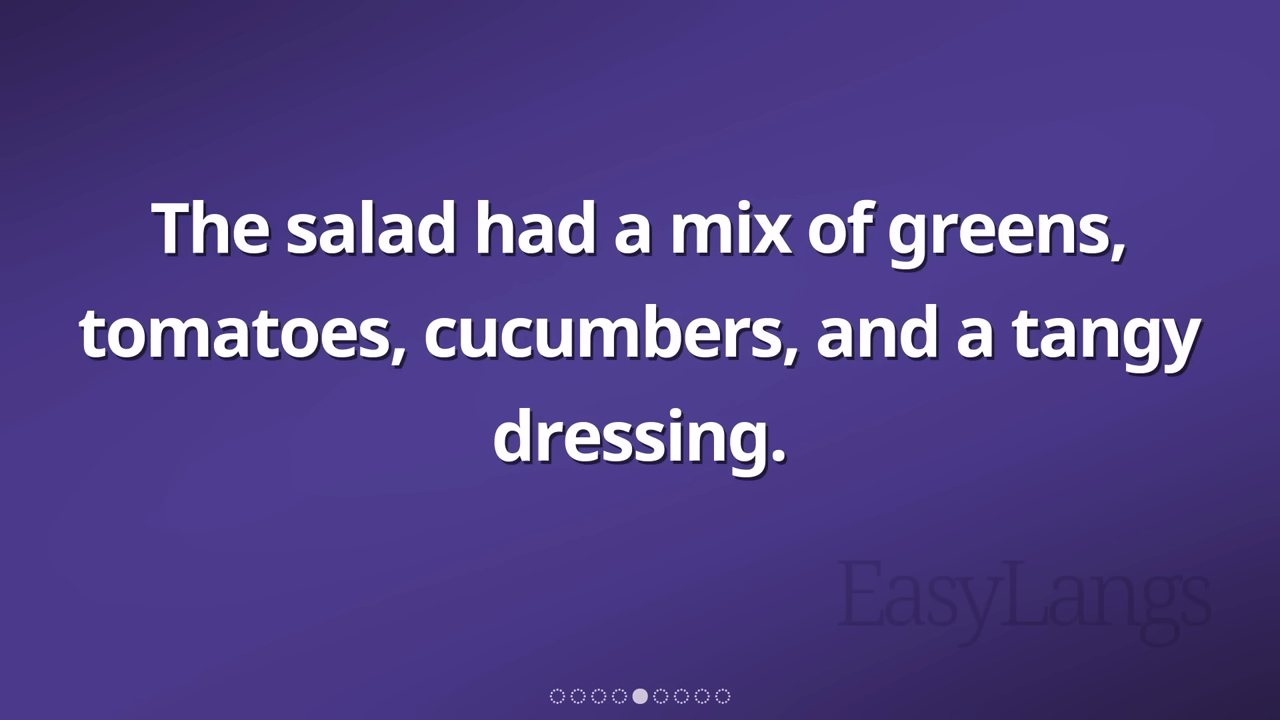 The salad had a mix of greens,
tomatoes, cucumbers, and a tangy
dressing.
EasyLangs